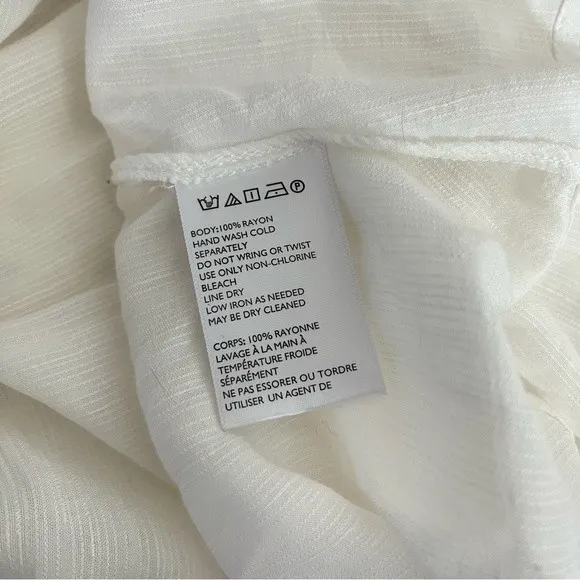 P
BODY:100% RAYON
HAND WASH COLD
SEPARATELY
DO NOT WRING OR TWIST
USE ONLY NON-CHLORINE
BLEACH
LINE DRY
LOW IRON AS NEEDED
MAY BE DRY CLEANED
CORPS: 100% RAYONNE
LAVAGE À LA MAIN À
TEMPÉRATURE FROIDE
SÉPARÉMENT
NE PAS ESSORER OU TORDRE
UTILISER UN AGENT DE